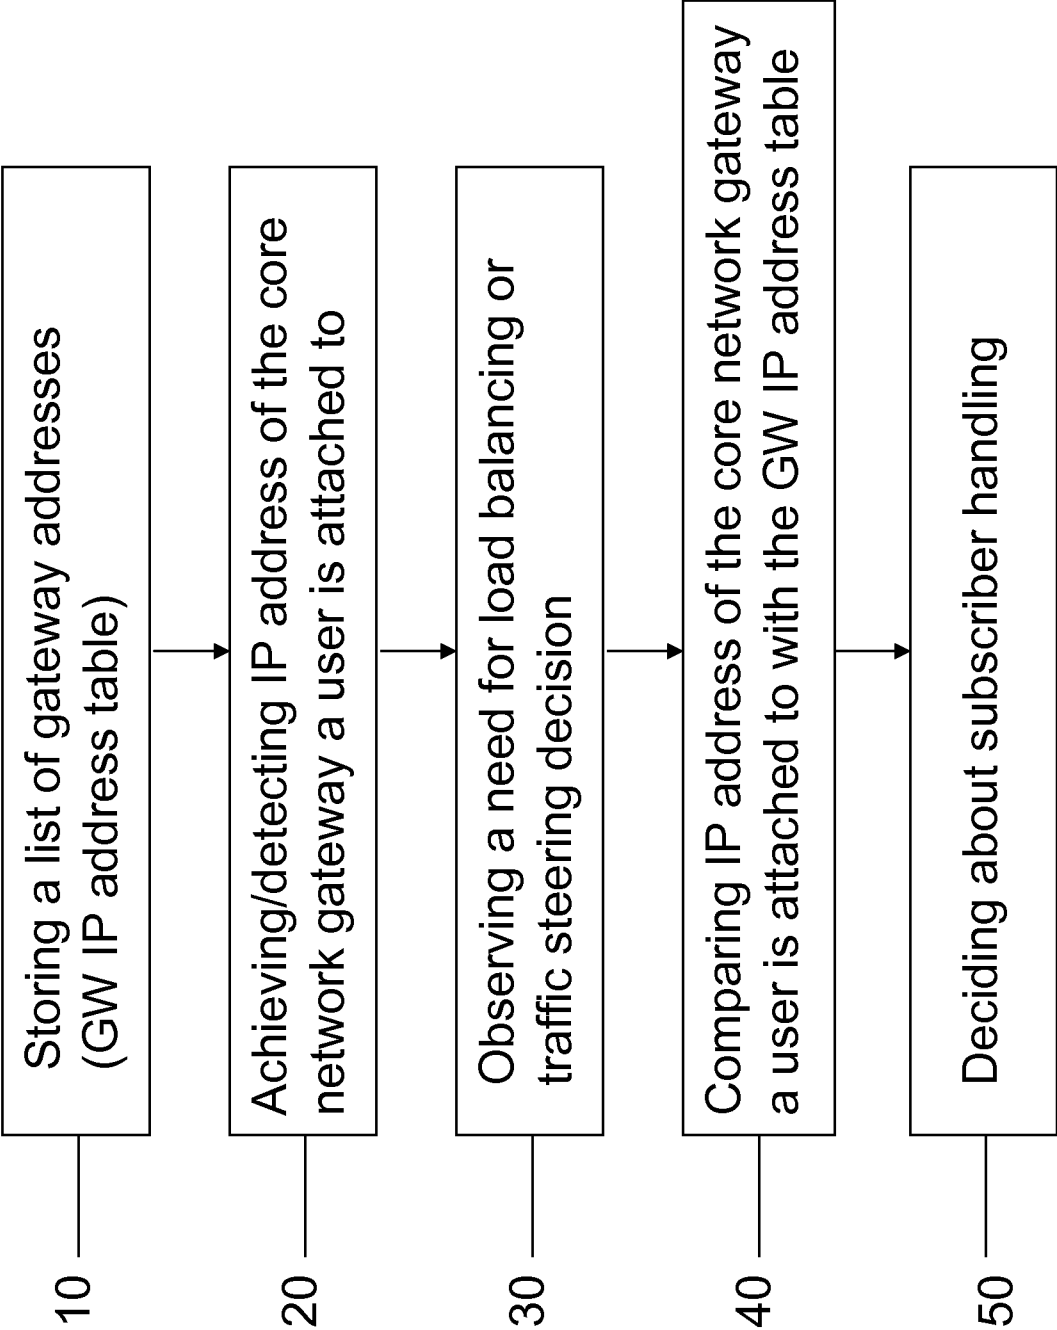 10
Storing a list of gateway addresses
(GW IP address table)
20
Achieving/detecting IP address of the core
network gateway a user is attached to
30
Observing a need for load balancing or
traffic steering decision
40
Comparing IP address of the core network gateway
a user is attached to with the GW IP address table
50
Deciding about subscriber handling